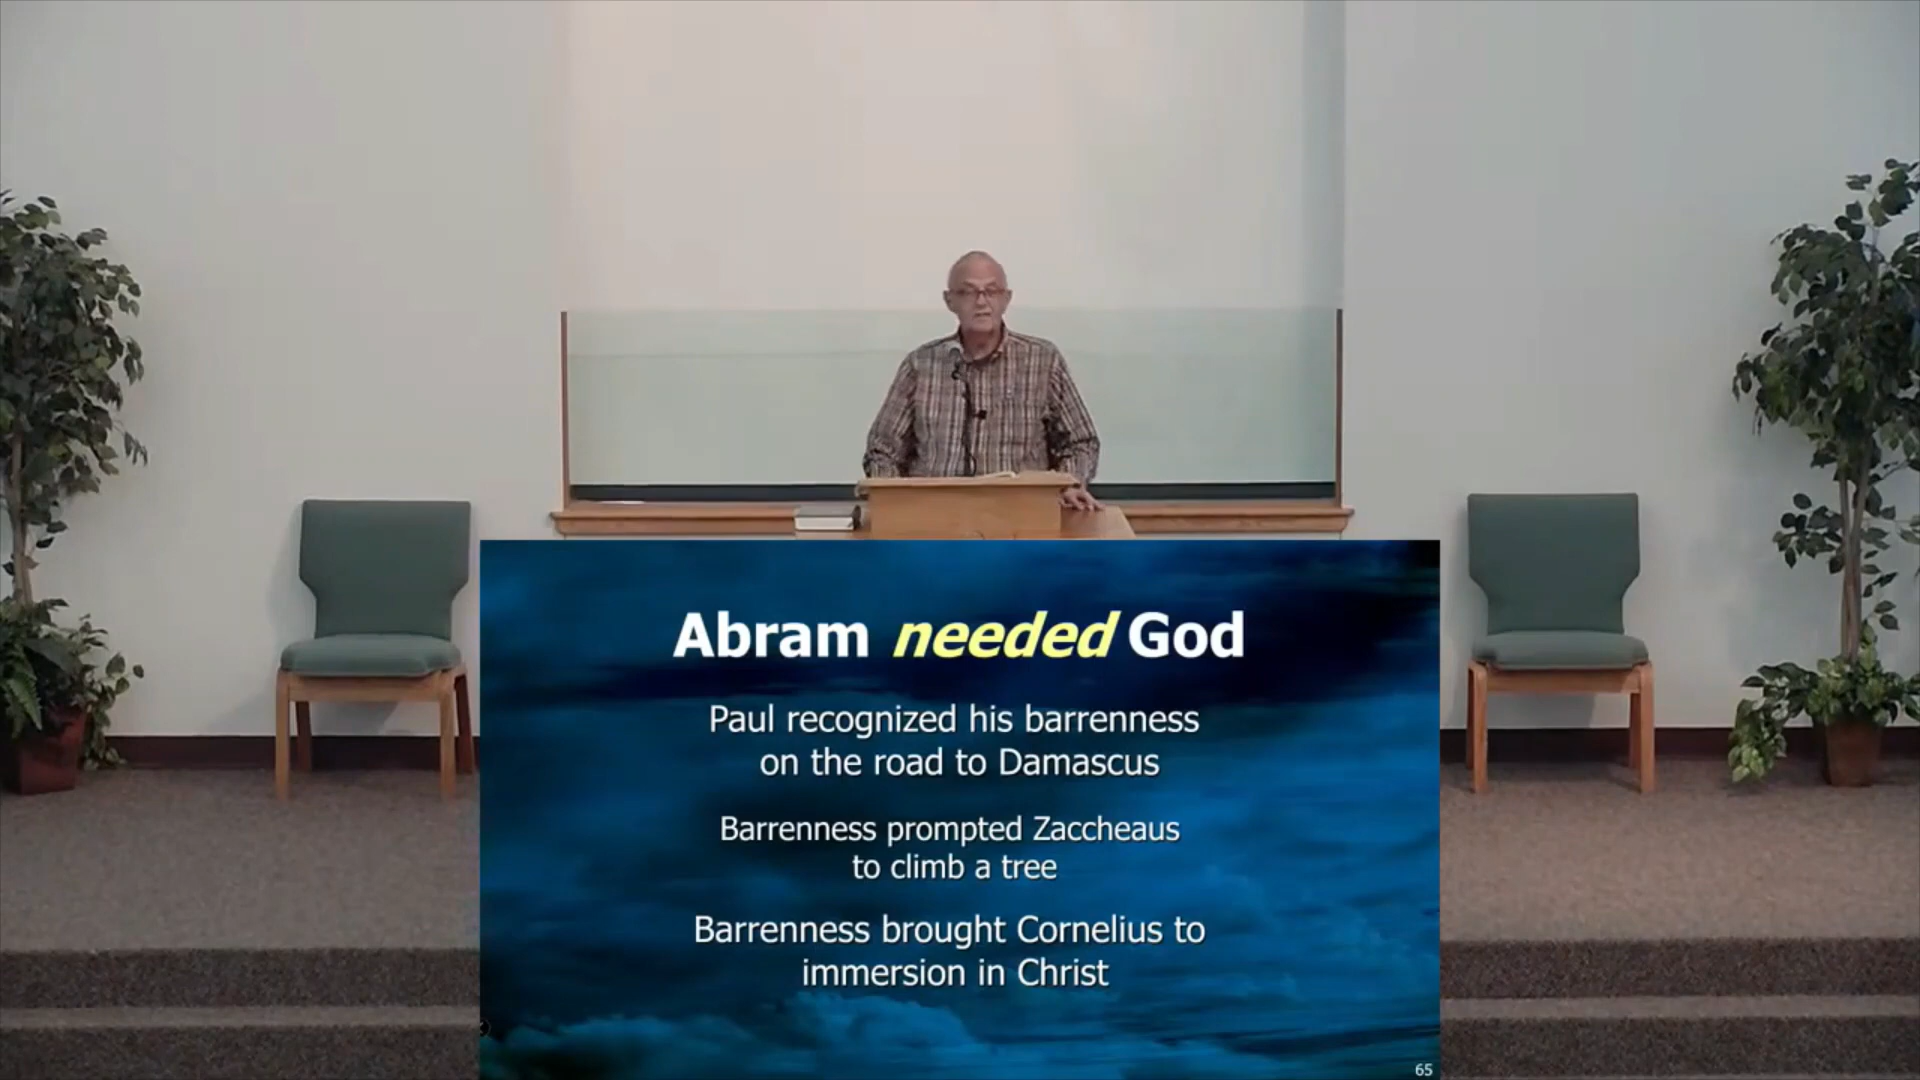 Abram needed God
Paul recognized his barrenness
on the road to Damascus
Barrenness prompted Zaccheaus
to climb a tree
Barrenness brought Cornelius to
immersion in Christ
65